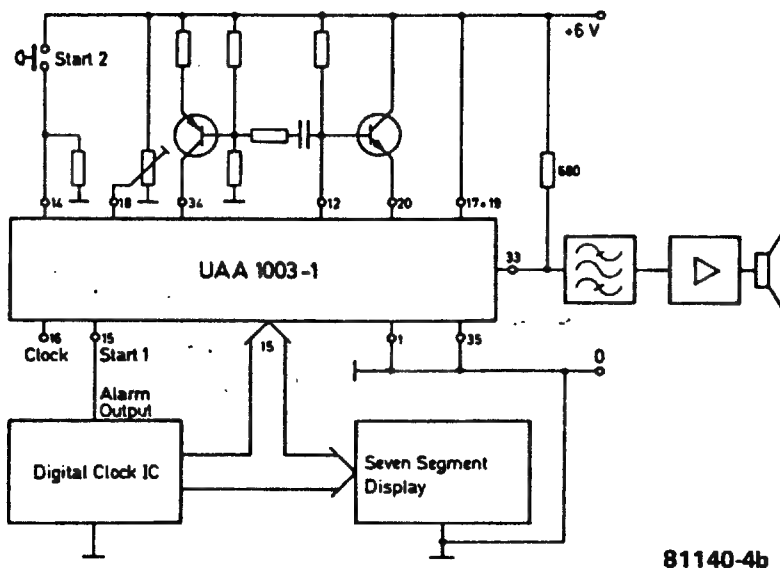 +6 V
Start 2
680
14
18
34
12
20
17+19
UAA 1003-1
33
16
15
15
1
35
Clock
Start 1
0
Alarm
Output
Digital Clock IC
Seven Segment
Display
81140-4b